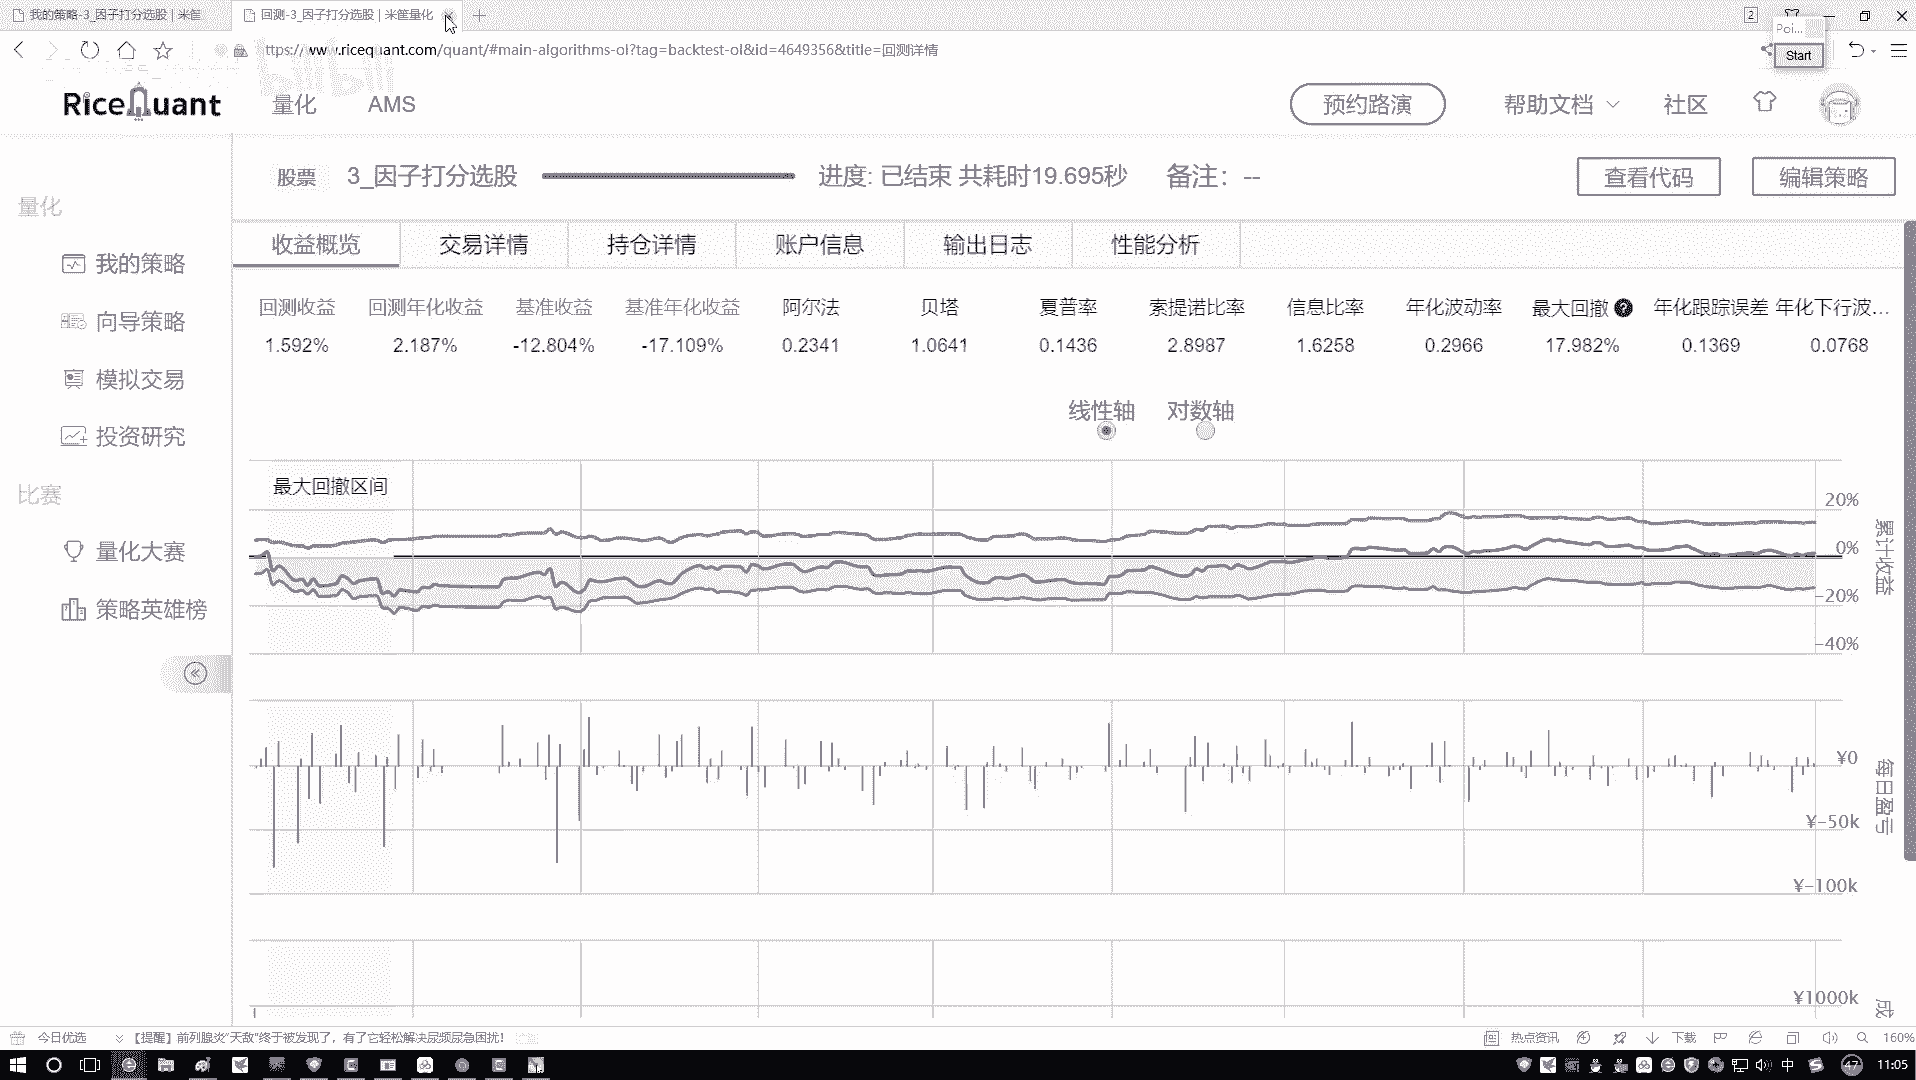 我的策略-3_因子打分选股 | 米筐
回测-3_因子打分选股 | 米筐量化
2
Poi...
Start
ttps://www.ricequant.com/quant/#main-algorithms-ol?tag=backtest-ol&id=4649356&title=回测详情
bilibili
RiceQuant
量化
AMS
预约路演
帮助文档
社区
股票
3_因子打分选股
进度: 已结束 共耗时19.695秒
备注: --
查看代码
编辑策略
量化
我的策略
向导策略
模拟交易
投资研究
比赛
量化大赛
策略英雄榜
收益概览
交易详情
持仓详情
账户信息
输出日志
性能分析
回测收益 回测年化收益 基准收益 基准年化收益 阿尔法 贝塔 夏普率 索提诺比率 信息比率 年化波动率 最大回撤 年化跟踪误差 年化下行波...
1.592% 2.187% -12.804% -17.109% 0.2341 1.0641 0.1436 2.8987 1.6258 0.2966 17.982% 0.1369 0.0768
线性轴 对数轴
最大回撤区间
20%
0%
-20%
-40%
累计收益
¥0
¥-50k
¥-100k
每日盈亏
¥1000k
成
今日优选
【提醒】前列腺炎"天敌"终于被发现了，有了它轻松解决尿频尿急困扰！
热点资讯
下载
160%
中
47
11:05